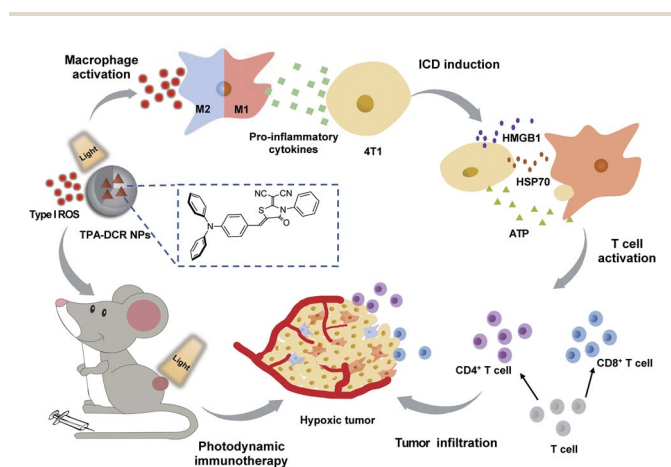 Macrophage
activation
M2
M1
Pro-inflammatory
cytokines
4T1
ICD induction
HMGB1
HSP70
ATP
Light
Type I ROS
TPA-DCR NPs
NC
CN
S
N
O
N
T cell
activation
CD4⁺ T cell
CD8⁺ T cell
T cell
Light
Hypoxic tumor
Photodynamic
immunotherapy
Tumor infiltration